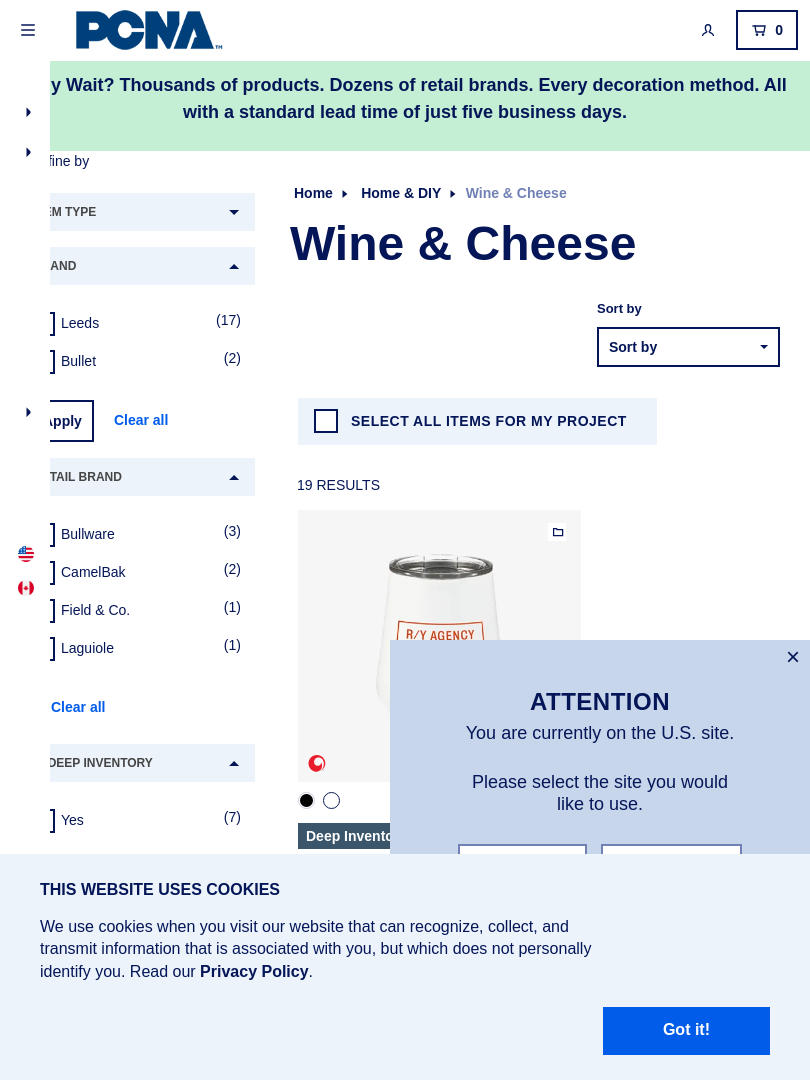 PCNA
TM
0
y Wait? Thousands of products. Dozens of retail brands. Every decoration method. All
with a standard lead time of just five business days.
fine by
EM TYPE
AND
Leeds (17)
Bullet (2)
Apply Clear all
TAIL BRAND
Bullware (3)
CamelBak (2)
Field & Co. (1)
Laguiole (1)
Clear all
DEEP INVENTORY
Yes (7)
Home Home & DIY Wine & Cheese
Wine & Cheese
Sort by
Sort by
SELECT ALL ITEMS FOR MY PROJECT
19 RESULTS
R/Y AGENCY
Deep Invento
ATTENTION
You are currently on the U.S. site.
Please select the site you would
like to use.
THIS WEBSITE USES COOKIES
We use cookies when you visit our website that can recognize, collect, and
transmit information that is associated with you, but which does not personally
identify you. Read our Privacy Policy.
Got it!